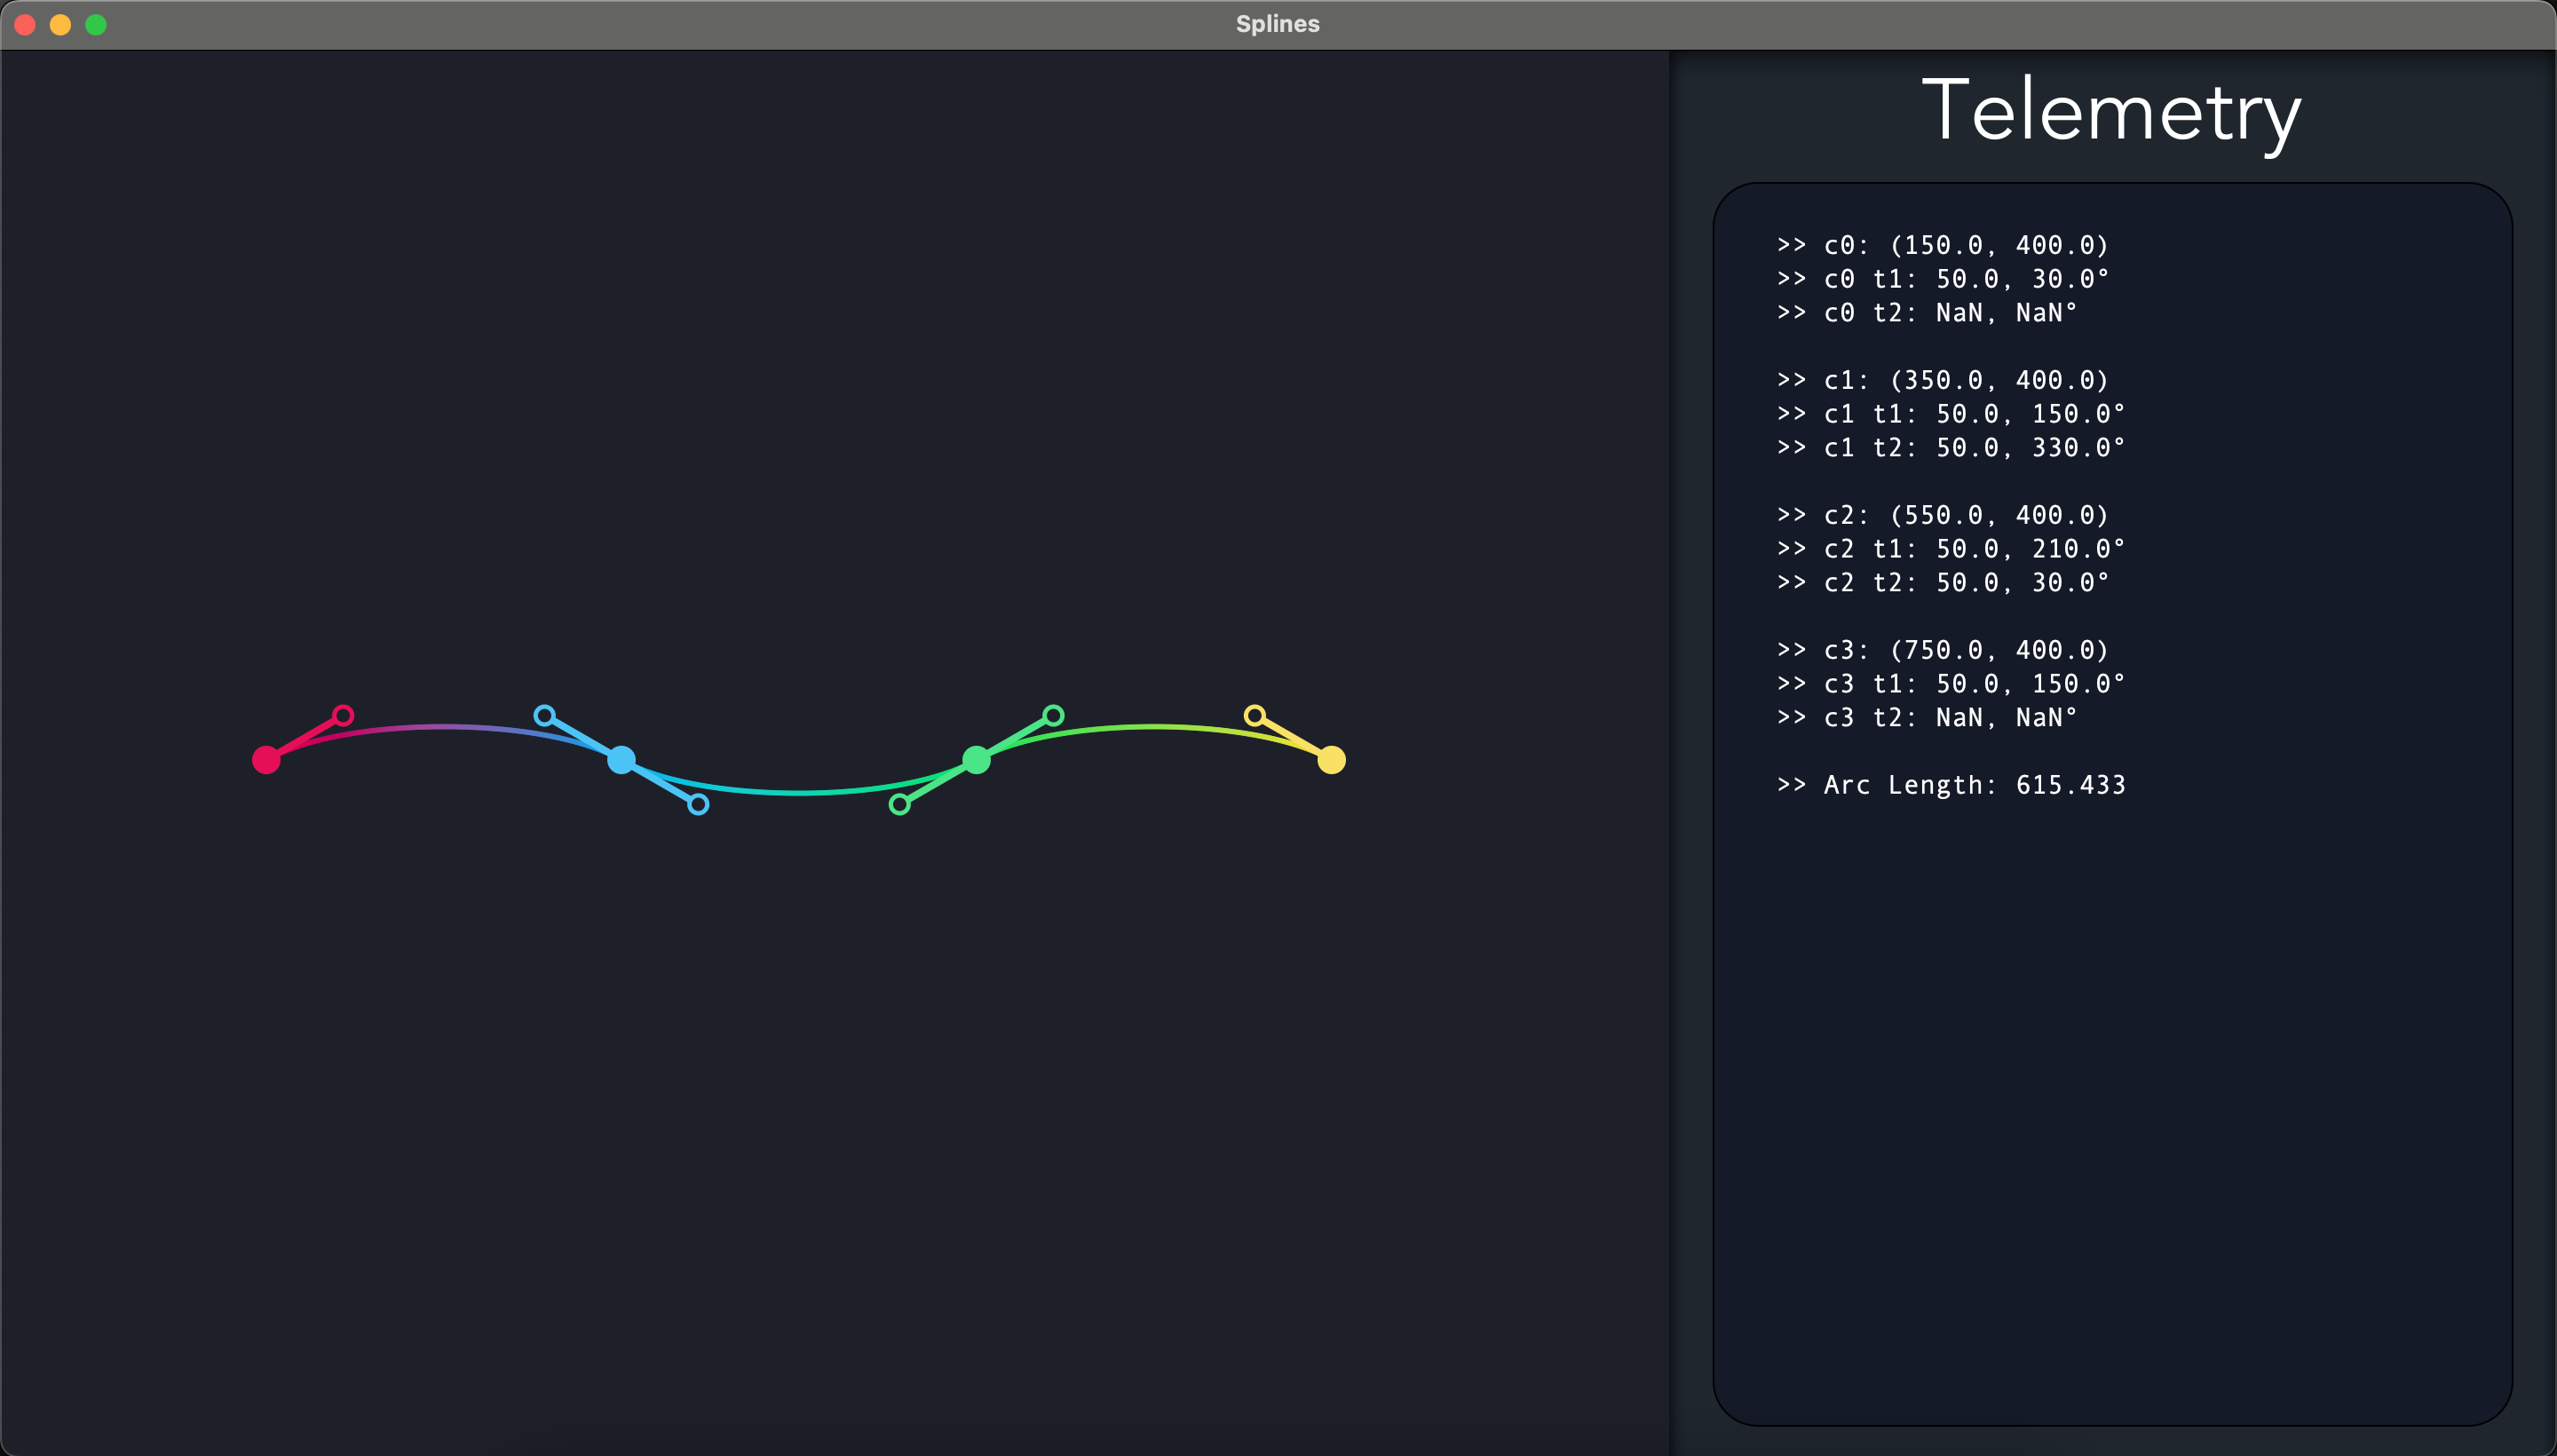 Splines
Telemetry
>> c0: (150.0, 400.0)
>> c0 t1: 50.0, 30.0°
>> c0 t2: NaN, NaN°
>> c1: (350.0, 400.0)
>> c1 t1: 50.0, 150.0°
>> c1 t2: 50.0, 330.0°
>> c2: (550.0, 400.0)
>> c2 t1: 50.0, 210.0°
>> c2 t2: 50.0, 30.0°
>> c3: (750.0, 400.0)
>> c3 t1: 50.0, 150.0°
>> c3 t2: NaN, NaN°
>> Arc Length: 615.433